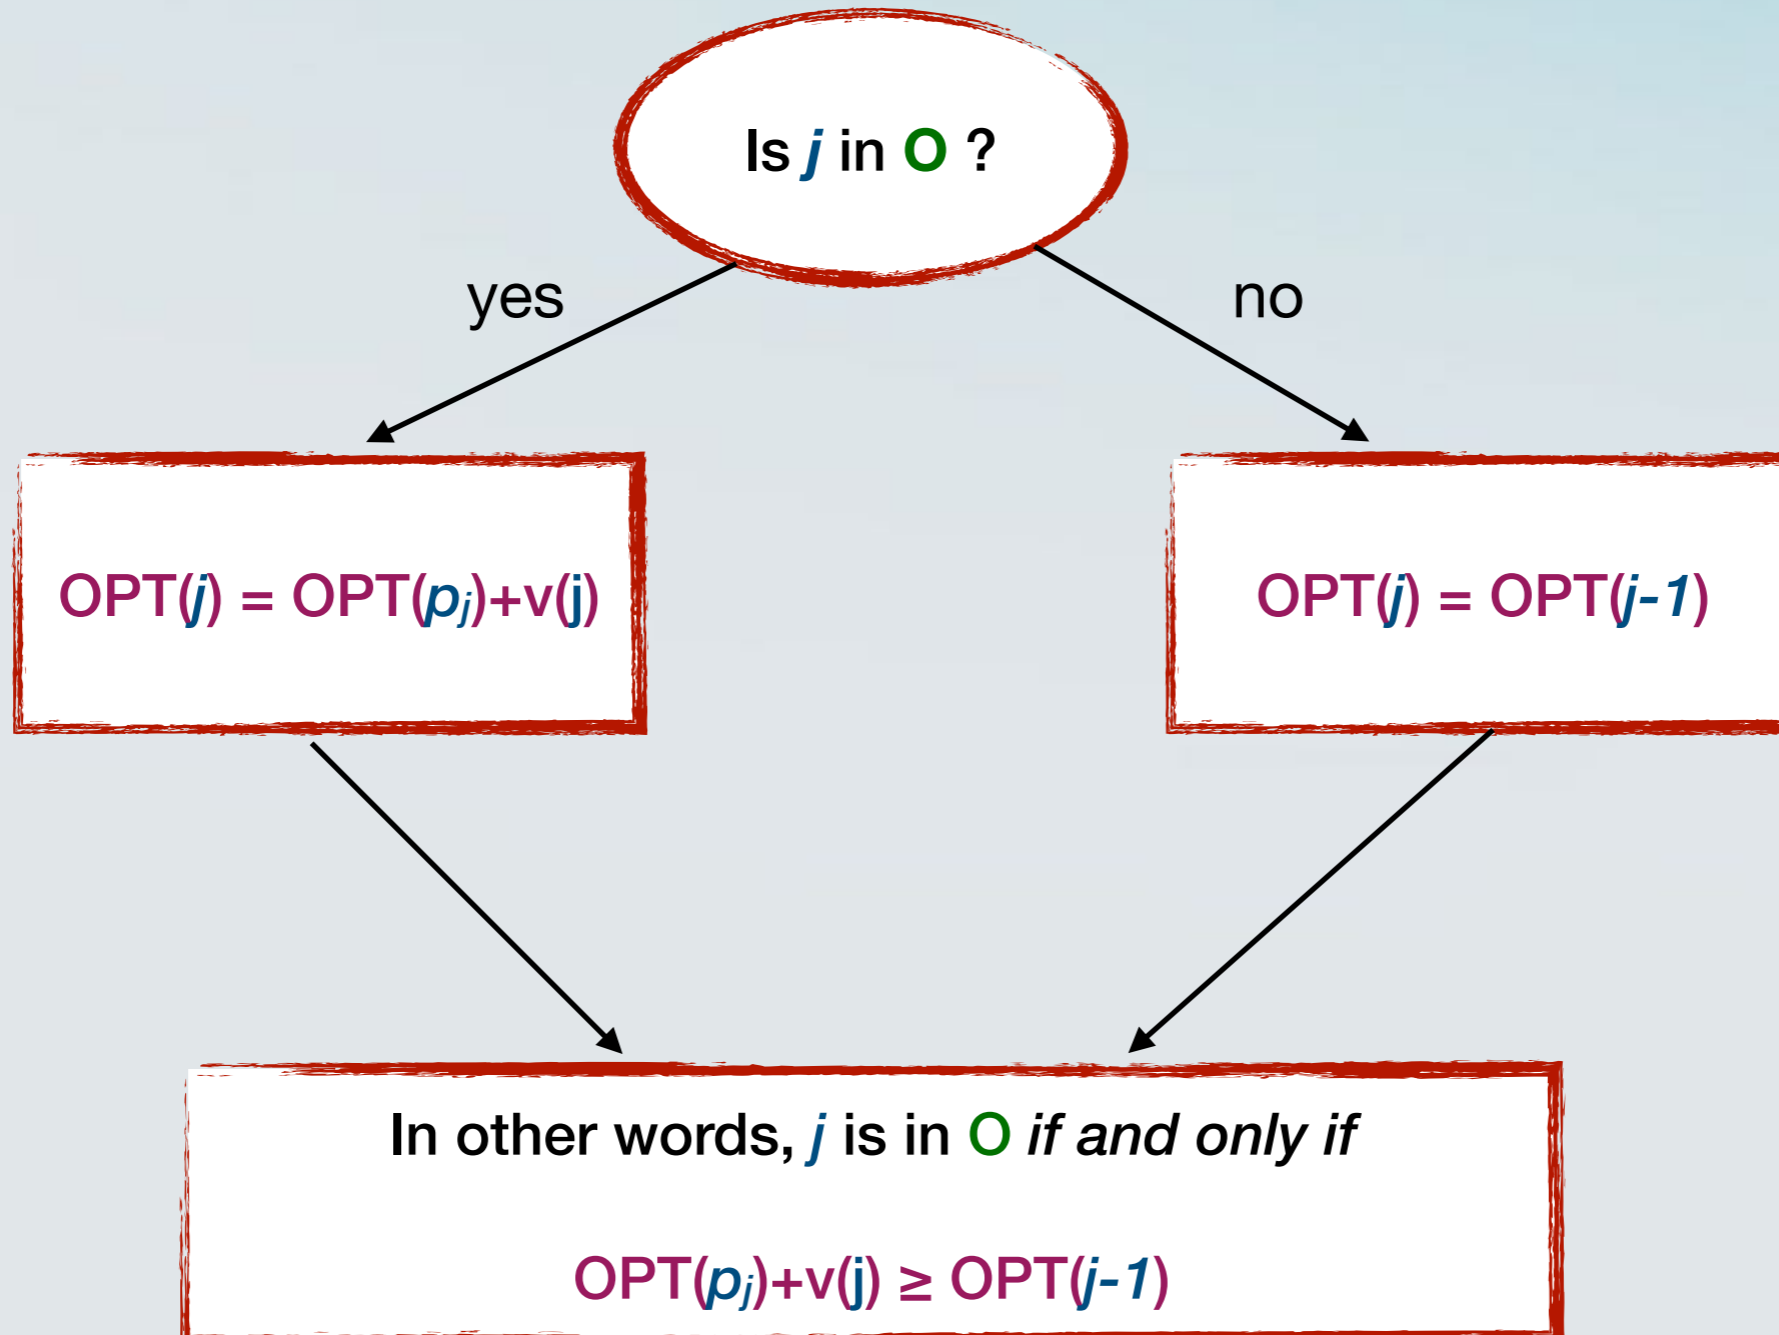 Is j in O ?
yes
no
OPT(j) = OPT(pⱼ)+v(j)
OPT(j) = OPT(j-1)
In other words, j is in O if and only if
OPT(pⱼ)+v(j) ≥ OPT(j-1)